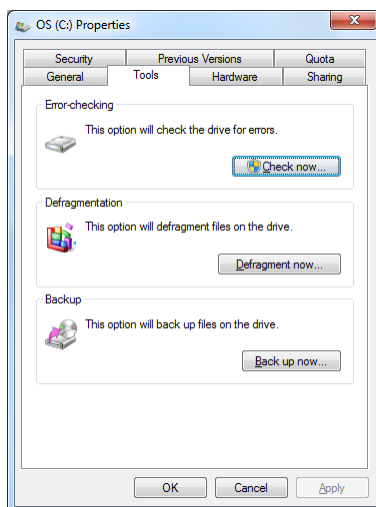 OS (C:) Properties
Security Previous Versions Quota
General Tools Hardware Sharing
Error-checking
This option will check the drive for errors.
Check now...
Defragmentation
This option will defragment files on the drive.
Defragment now...
Backup
This option will back up files on the drive.
Back up now...
OK Cancel Apply